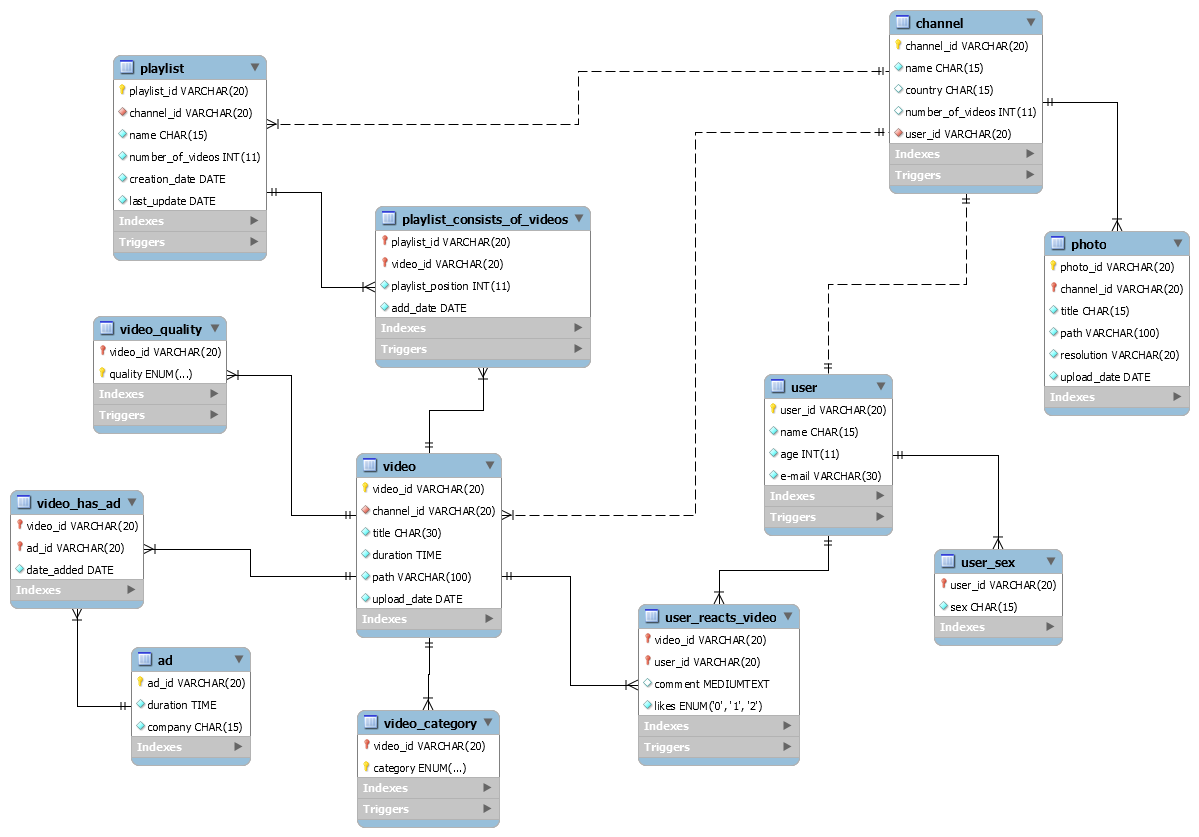 channel
channel_id VARCHAR(20)
name CHAR(15)
country CHAR(15)
number_of_videos INT(11)
user_id VARCHAR(20)
Indexes
Triggers
playlist
playlist_id VARCHAR(20)
channel_id VARCHAR(20)
name CHAR(15)
number_of_videos INT(11)
creation_date DATE
last_update DATE
Indexes
Triggers
playlist_consists_of_videos
playlist_id VARCHAR(20)
video_id VARCHAR(20)
playlist_position INT(11)
add_date DATE
Indexes
Triggers
photo
photo_id VARCHAR(20)
channel_id VARCHAR(20)
title CHAR(15)
path VARCHAR(100)
resolution VARCHAR(20)
upload_date DATE
Indexes
video_quality
video_id VARCHAR(20)
quality ENUM(...)
Indexes
Triggers
user
user_id VARCHAR(20)
name CHAR(15)
age INT(11)
e-mail VARCHAR(30)
Indexes
Triggers
video
video_id VARCHAR(20)
channel_id VARCHAR(20)
title CHAR(30)
duration TIME
path VARCHAR(100)
upload_date DATE
Indexes
video_has_ad
video_id VARCHAR(20)
ad_id VARCHAR(20)
date_added DATE
Indexes
user_sex
user_id VARCHAR(20)
sex CHAR(15)
Indexes
user_reacts_video
video_id VARCHAR(20)
user_id VARCHAR(20)
comment MEDIUMTEXT
likes ENUM('0', '1', '2')
Indexes
Triggers
ad
ad_id VARCHAR(20)
duration TIME
company CHAR(15)
Indexes
video_category
video_id VARCHAR(20)
category ENUM(...)
Indexes
Triggers